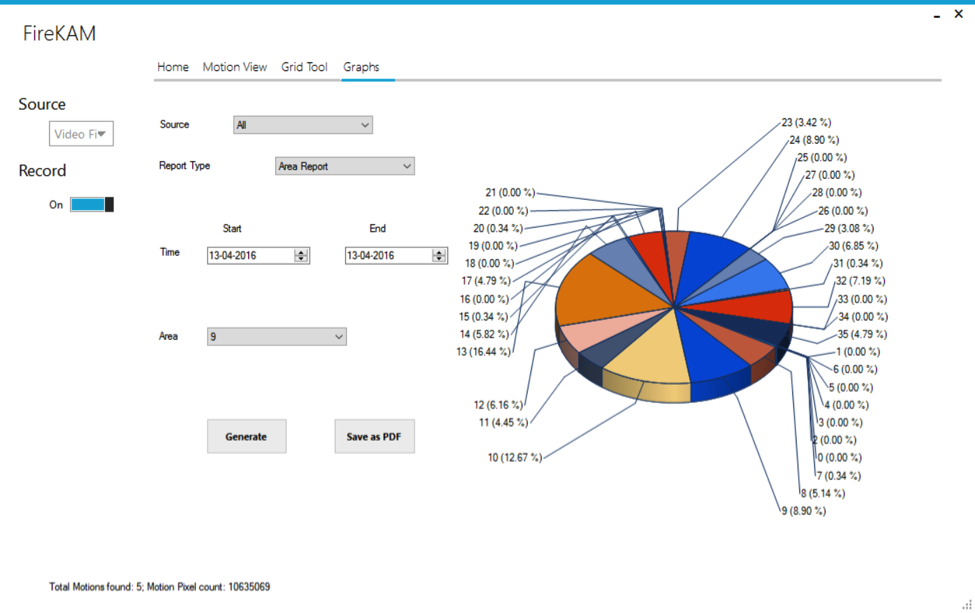 FireKAM
Home Motion View Grid Tool Graphs
Source
Video Fi
Record
On
Source All
Report Type Area Report
Start End
Time 13-04-2016 13-04-2016
Area 9
Generate Save as PDF
23 (3.42 %)
24 (8.90 %)
25 (0.00 %)
27 (0.00 %)
28 (0.00 %)
26 (0.00 %)
29 (3.08 %)
30 (6.85 %)
31 (0.34 %)
32 (7.19 %)
33 (0.00 %)
34 (0.00 %)
35 (4.79 %)
1 (0.00 %)
6 (0.00 %)
5 (0.00 %)
4 (0.00 %)
3 (0.00 %)
2 (0.00 %)
0 (0.00 %)
7 (0.34 %)
8 (5.14 %)
9 (8.90 %)
21 (0.00 %)
22 (0.00 %)
20 (0.34 %)
19 (0.00 %)
18 (0.00 %)
17 (4.79 %)
16 (0.00 %)
15 (0.34 %)
14 (5.82 %)
13 (16.44 %)
12 (6.16 %)
11 (4.45 %)
10 (12.67 %)
Total Motions found: 5; Motion Pixel count: 10635069